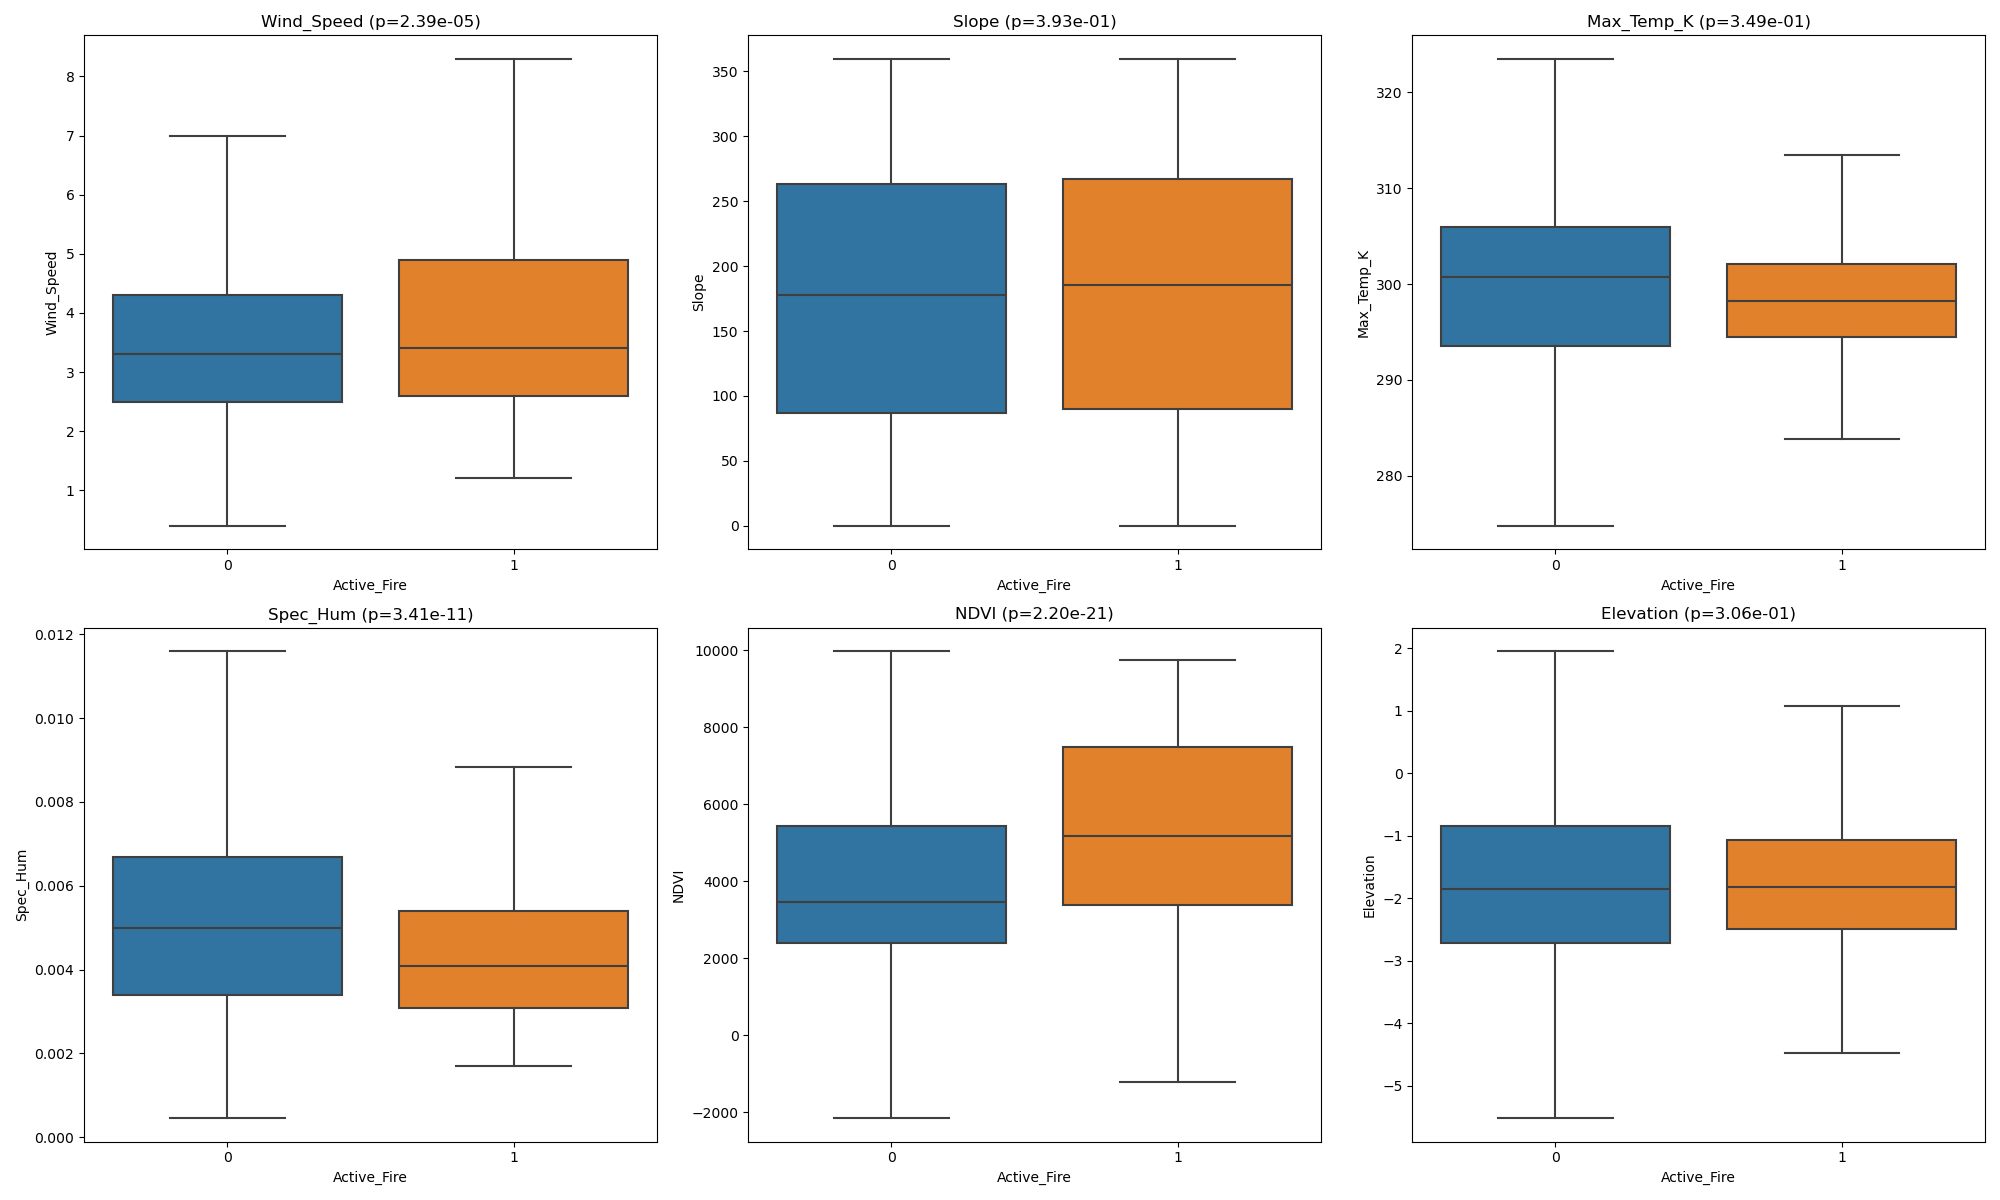 Wind_Speed (p=2.39e-05)
8
7
6
5
4
3
2
1
Wind_Speed
0 1
Active_Fire
Slope (p=3.93e-01)
350
300
250
200
150
100
50
0
Slope
0 1
Active_Fire
Max_Temp_K (p=3.49e-01)
320
310
300
290
280
Max_Temp_K
0 1
Active_Fire
Spec_Hum (p=3.41e-11)
0.012
0.010
0.008
0.006
0.004
0.002
0.000
Spec_Hum
0 1
Active_Fire
NDVI (p=2.20e-21)
10000
8000
6000
4000
2000
0
−2000
NDVI
0 1
Active_Fire
Elevation (p=3.06e-01)
2
1
0
−1
−2
−3
−4
−5
Elevation
0 1
Active_Fire